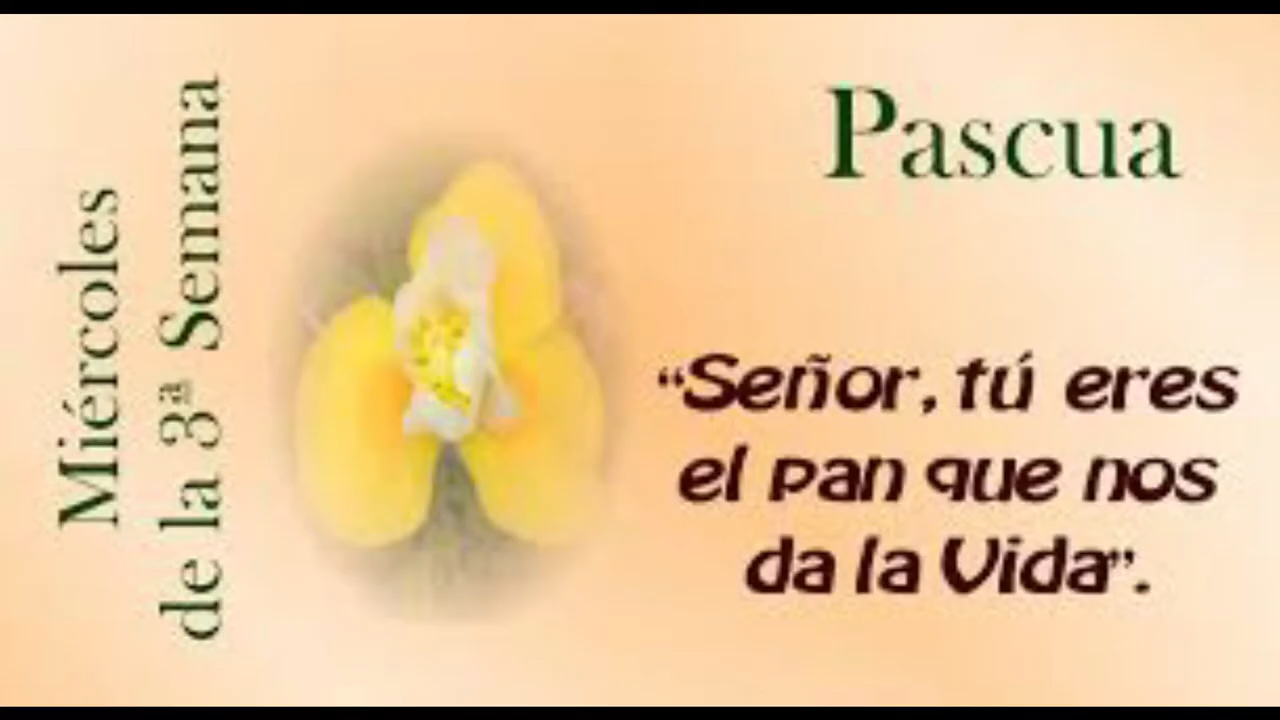 Miércoles
de la 3ª Semana
Pascua
“Señor, tú eres
el pan que nos
da la Vida”.